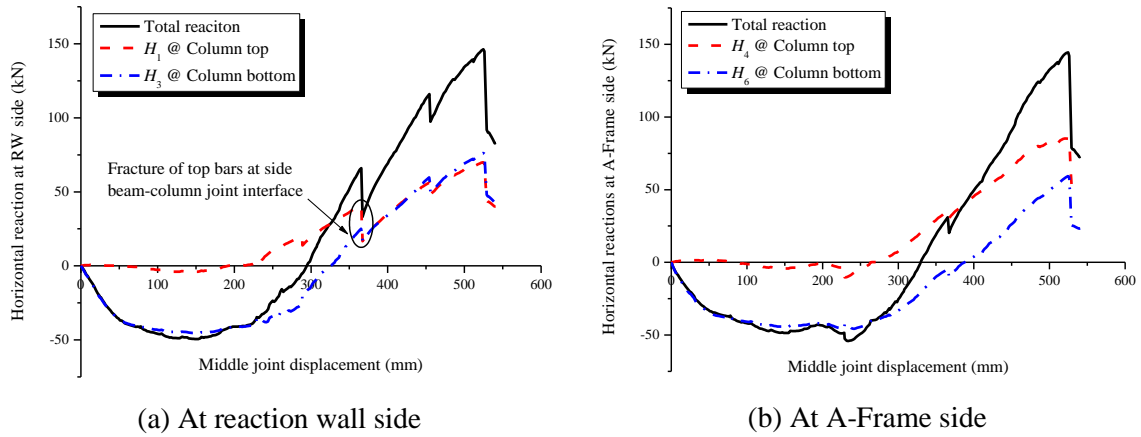 Total reaciton
H1 @ Column top
H3 @ Column bottom
Horizontal reaction at RW side (kN)
150
100
50
0
-50
0
100
200
300
400
500
600
Fracture of top bars at side
beam-column joint interface
Middle joint displacement (mm)
(a) At reaction wall side
Total reaction
H4 @ Column top
H6 @ Column bottom
Horizontal reactions at A-Frame side (kN)
150
100
50
0
-50
0
100
200
300
400
500
600
Middle joint displacement (mm)
(b) At A-Frame side